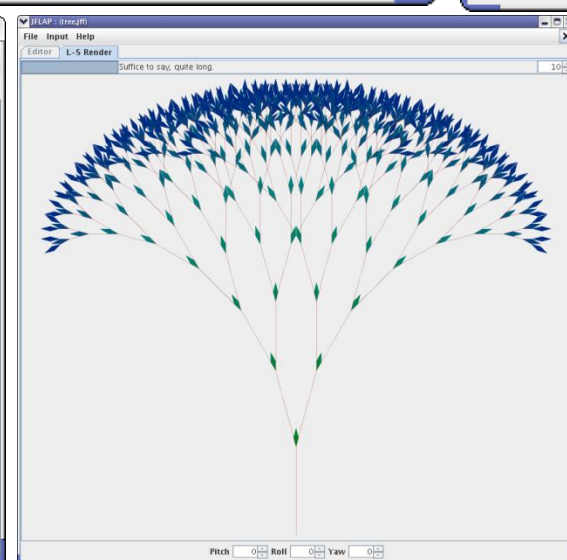 JFLAP : (tree.jff)
File Input Help
Editor L-S Render
Suffice to say, quite long. 10
Pitch 0 Roll 0 Yaw 0